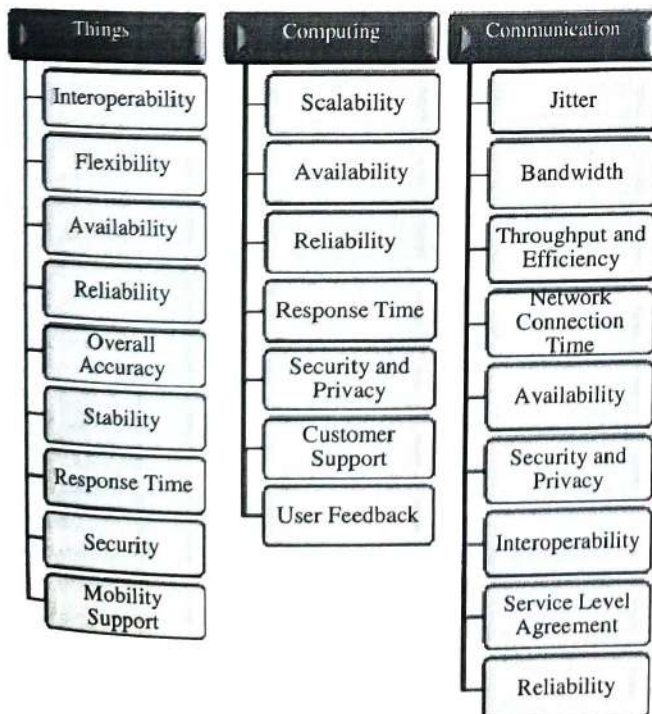 Things
Interoperability
Flexibility
Availability
Reliability
Overall
Accuracy
Stability
Response Time
Security
Mobility
Support
Computing
Scalability
Availability
Reliability
Response Time
Security and
Privacy
Customer
Support
User Feedback
Communication
Jitter
Bandwidth
Throughput and
Efficiency
Network
Connection
Time
Availability
Security and
Privacy
Interoperability
Service Level
Agreement
Reliability